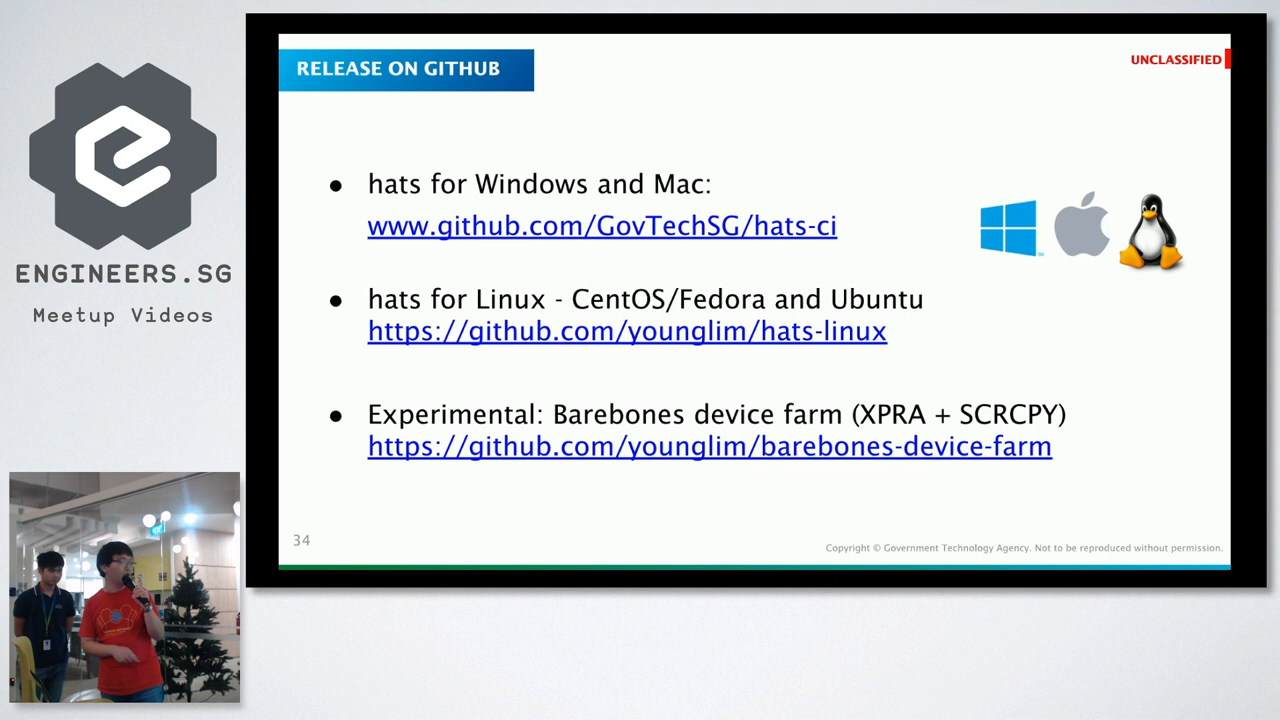 RELEASE ON GITHUB
UNCLASSIFIED
● hats for Windows and Mac:
www.github.com/GovTechSG/hats-ci
● hats for Linux - CentOS/Fedora and Ubuntu
https://github.com/younglim/hats-linux
● Experimental: Barebones device farm (XPRA + SCRCPY)
https://github.com/younglim/barebones-device-farm
34
Copyright © Government Technology Agency. Not to be reproduced without permission.
ENGINEERS.SG
Meetup Videos